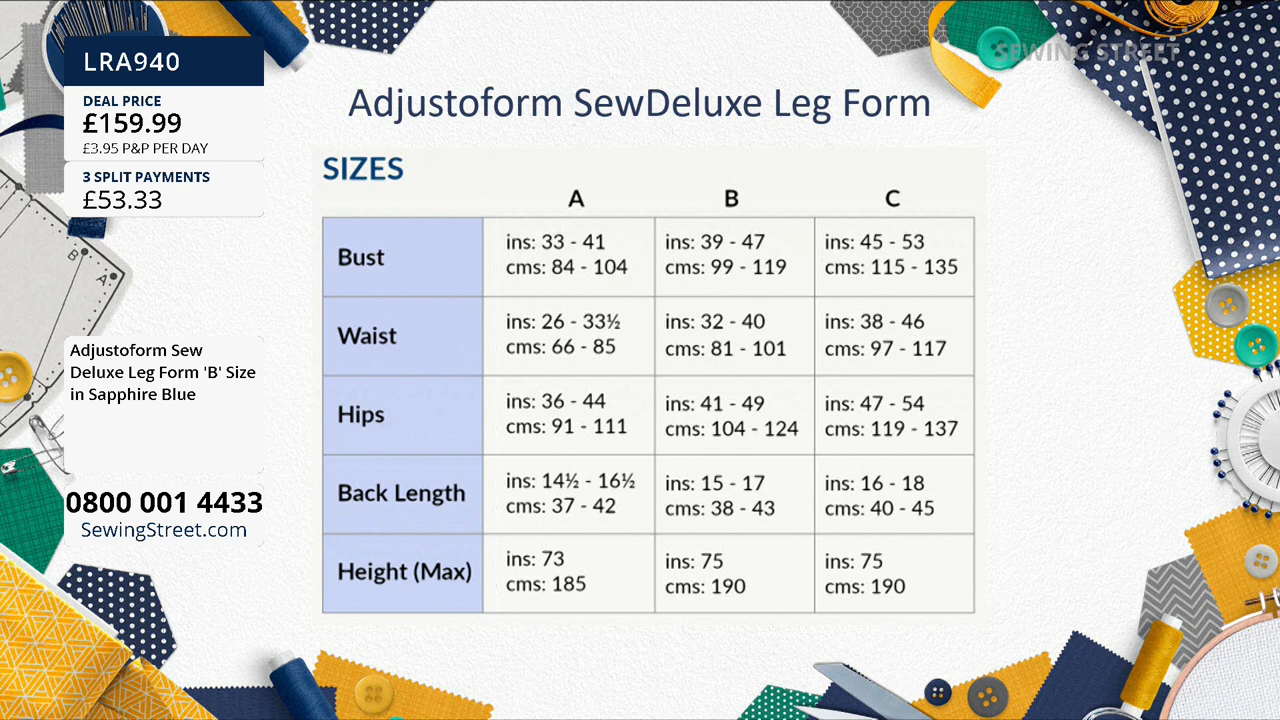 LRA940
DEAL PRICE
£159.99
£3.95 P&P PER DAY
3 SPLIT PAYMENTS
£53.33
Adjustoform Sew
Deluxe Leg Form 'B' Size
in Sapphire Blue
0800 001 4433
SewingStreet.com
SEWING STREET
Adjustoform SewDeluxe Leg Form
SIZES
A B C
Bust
ins: 33 - 41 ins: 39 - 47 ins: 45 - 53
cms: 84 - 104 cms: 99 - 119 cms: 115 - 135
Waist
ins: 26 - 33½ ins: 32 - 40 ins: 38 - 46
cms: 66 - 85 cms: 81 - 101 cms: 97 - 117
Hips
ins: 36 - 44 ins: 41 - 49 ins: 47 - 54
cms: 91 - 111 cms: 104 - 124 cms: 119 - 137
Back Length
ins: 14½ - 16½ ins: 15 - 17 ins: 16 - 18
cms: 37 - 42 cms: 38 - 43 cms: 40 - 45
Height (Max)
ins: 73 ins: 75 ins: 75
cms: 185 cms: 190 cms: 190
B
A